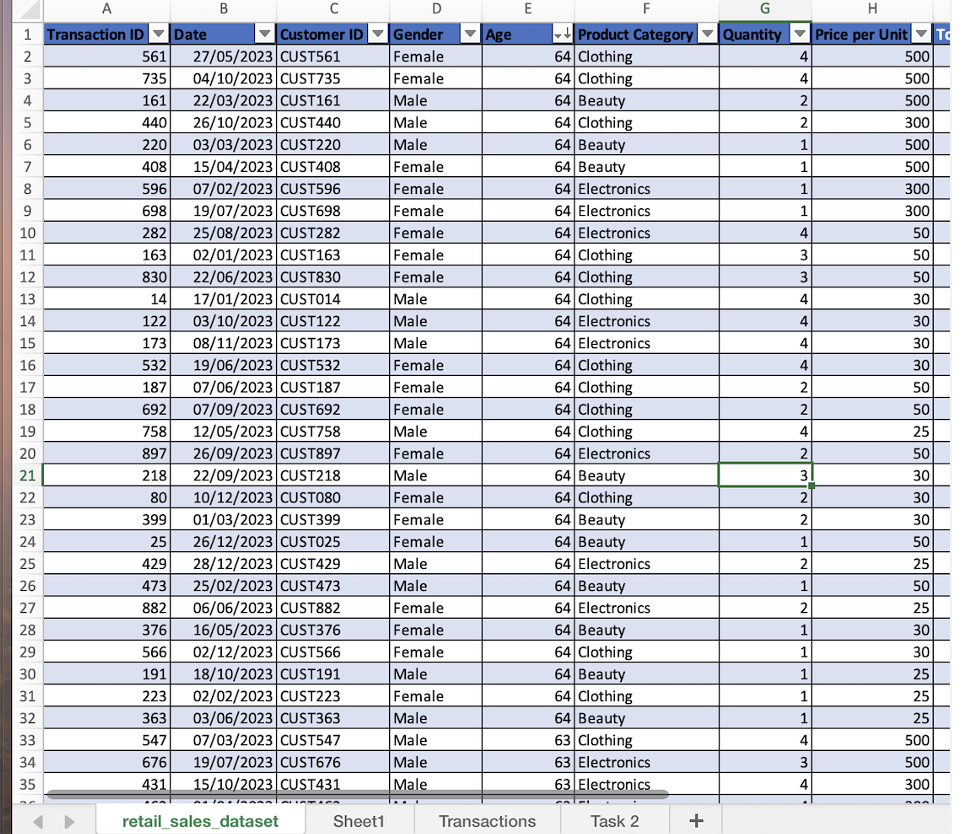 A B C D E F G H
1 Transaction ID Date Customer ID Gender Age Product Category Quantity Price per Unit To
2 561 27/05/2023 CUST561 Female 64 Clothing 4 500
3 735 04/10/2023 CUST735 Female 64 Clothing 4 500
4 161 22/03/2023 CUST161 Male 64 Beauty 2 500
5 440 26/10/2023 CUST440 Male 64 Clothing 2 300
6 220 03/03/2023 CUST220 Male 64 Beauty 1 500
7 408 15/04/2023 CUST408 Female 64 Beauty 1 500
8 596 07/02/2023 CUST596 Female 64 Electronics 1 300
9 698 19/07/2023 CUST698 Female 64 Electronics 1 300
10 282 25/08/2023 CUST282 Female 64 Electronics 4 50
11 163 02/01/2023 CUST163 Female 64 Clothing 3 50
12 830 22/06/2023 CUST830 Female 64 Clothing 3 50
13 14 17/01/2023 CUST014 Male 64 Clothing 4 30
14 122 03/10/2023 CUST122 Male 64 Electronics 4 30
15 173 08/11/2023 CUST173 Male 64 Electronics 4 30
16 532 19/06/2023 CUST532 Female 64 Clothing 4 30
17 187 07/06/2023 CUST187 Female 64 Clothing 2 50
18 692 07/09/2023 CUST692 Female 64 Clothing 2 50
19 758 12/05/2023 CUST758 Male 64 Clothing 4 25
20 897 26/09/2023 CUST897 Female 64 Electronics 2 50
21 218 22/09/2023 CUST218 Male 64 Beauty 3 30
22 80 10/12/2023 CUST080 Female 64 Clothing 2 30
23 399 01/03/2023 CUST399 Female 64 Beauty 2 30
24 25 26/12/2023 CUST025 Female 64 Beauty 1 50
25 429 28/12/2023 CUST429 Male 64 Electronics 2 25
26 473 25/02/2023 CUST473 Male 64 Beauty 1 50
27 882 06/06/2023 CUST882 Female 64 Electronics 2 25
28 376 16/05/2023 CUST376 Female 64 Beauty 1 30
29 566 02/12/2023 CUST566 Female 64 Clothing 1 30
30 191 18/10/2023 CUST191 Male 64 Beauty 1 25
31 223 02/02/2023 CUST223 Female 64 Clothing 1 25
32 363 03/06/2023 CUST363 Male 64 Beauty 1 25
33 547 07/03/2023 CUST547 Male 63 Clothing 4 500
34 676 19/07/2023 CUST676 Male 63 Electronics 3 500
35 431 15/10/2023 CUST431 Male 63 Electronics 4 300
retail_sales_dataset Sheet1 Transactions Task 2 +